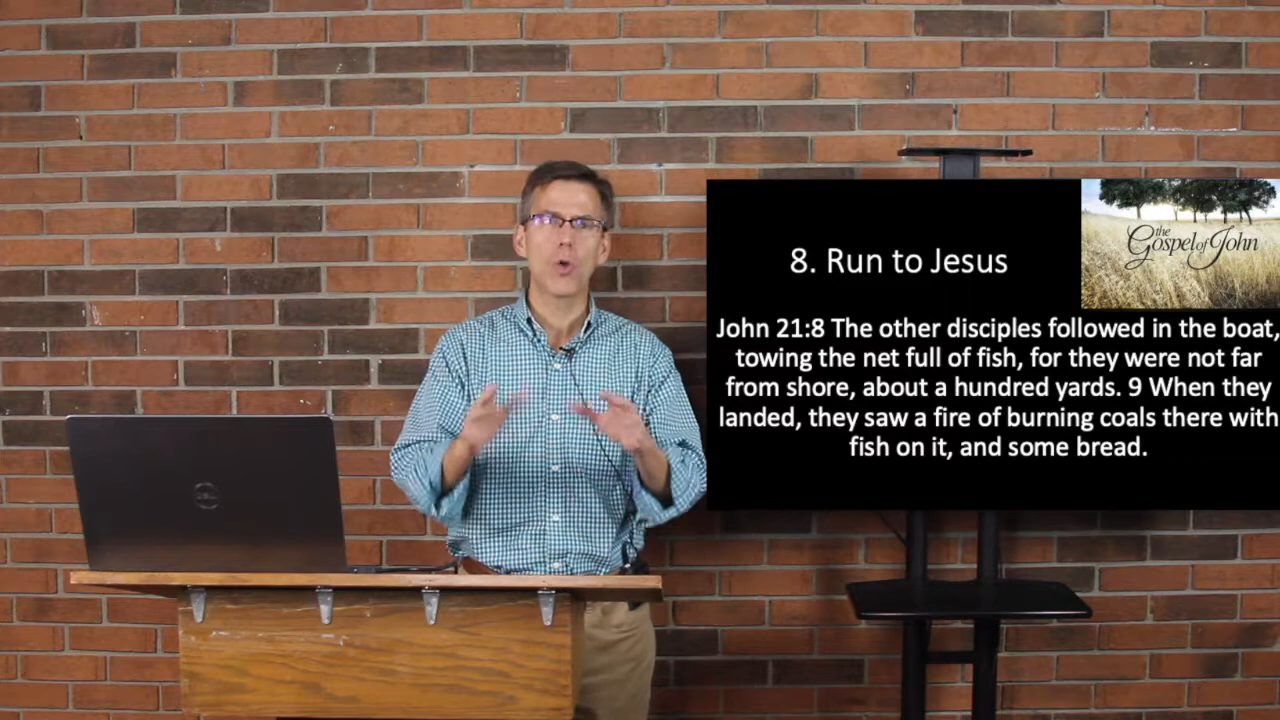 8. Run to Jesus
the
Gospel of John
John 21:8 The other disciples followed in the boat,
towing the net full of fish, for they were not far
from shore, about a hundred yards. 9 When they
landed, they saw a fire of burning coals there with
fish on it, and some bread.
DELL